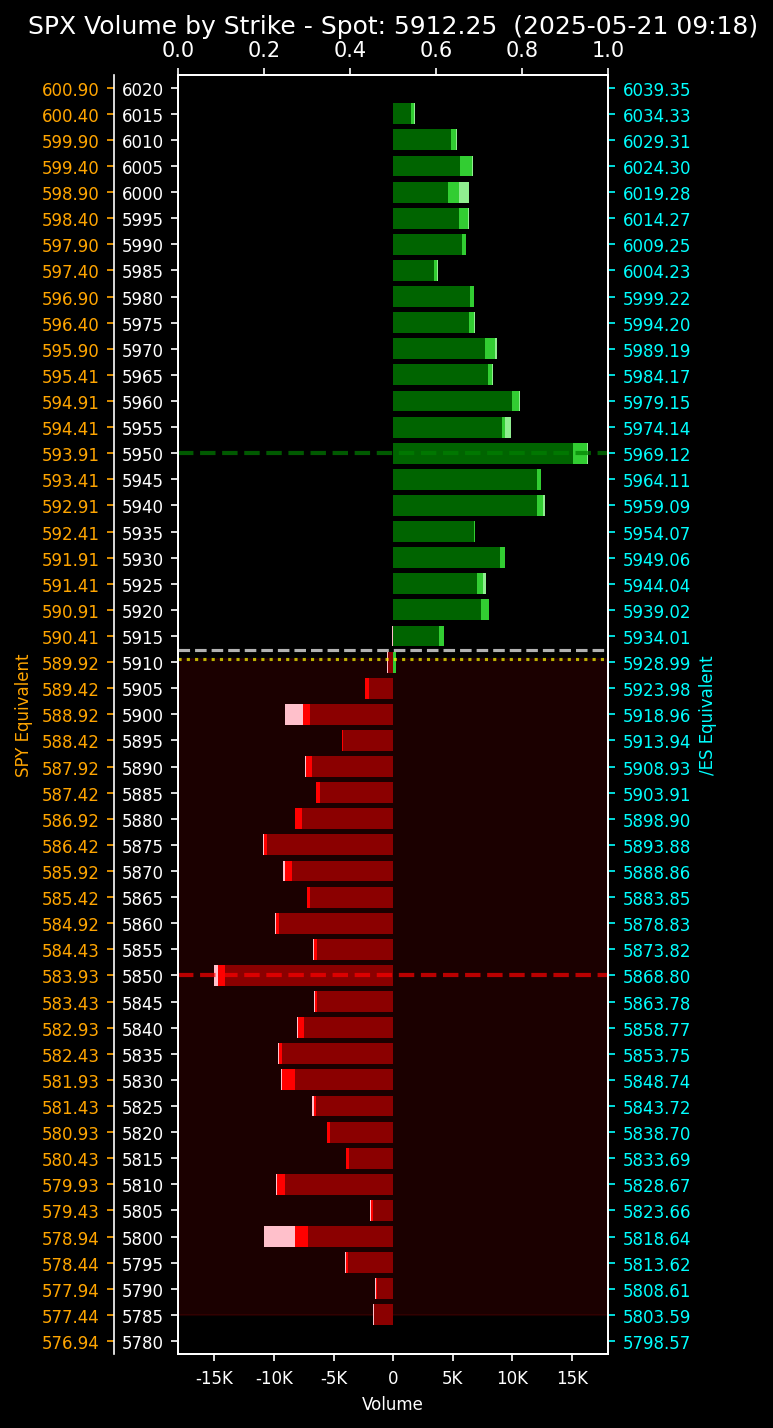 SPX Volume by Strike - Spot: 5912.25 (2025-05-21 09:18)
0.0 0.2 0.4 0.6 0.8 1.0
600.90 6020 6039.35
600.40 6015 6034.33
599.90 6010 6029.31
599.40 6005 6024.30
598.90 6000 6019.28
598.40 5995 6014.27
597.90 5990 6009.25
597.40 5985 6004.23
596.90 5980 5999.22
596.40 5975 5994.20
595.90 5970 5989.19
595.41 5965 5984.17
594.91 5960 5979.15
594.41 5955 5974.14
593.91 5950 5969.12
593.41 5945 5964.11
592.91 5940 5959.09
592.41 5935 5954.07
591.91 5930 5949.06
591.41 5925 5944.04
590.91 5920 5939.02
590.41 5915 5934.01
589.92 5910 5928.99
589.42 5905 5923.98
588.92 5900 5918.96
588.42 5895 5913.94
587.92 5890 5908.93
587.42 5885 5903.91
586.92 5880 5898.90
586.42 5875 5893.88
585.92 5870 5888.86
585.42 5865 5883.85
584.92 5860 5878.83
584.43 5855 5873.82
583.93 5850 5868.80
583.43 5845 5863.78
582.93 5840 5858.77
582.43 5835 5853.75
581.93 5830 5848.74
581.43 5825 5843.72
580.93 5820 5838.70
580.43 5815 5833.69
579.93 5810 5828.67
579.43 5805 5823.66
578.94 5800 5818.64
578.44 5795 5813.62
577.94 5790 5808.61
577.44 5785 5803.59
576.94 5780 5798.57
SPY Equivalent
/ES Equivalent
-15K -10K -5K 0 5K 10K 15K
Volume